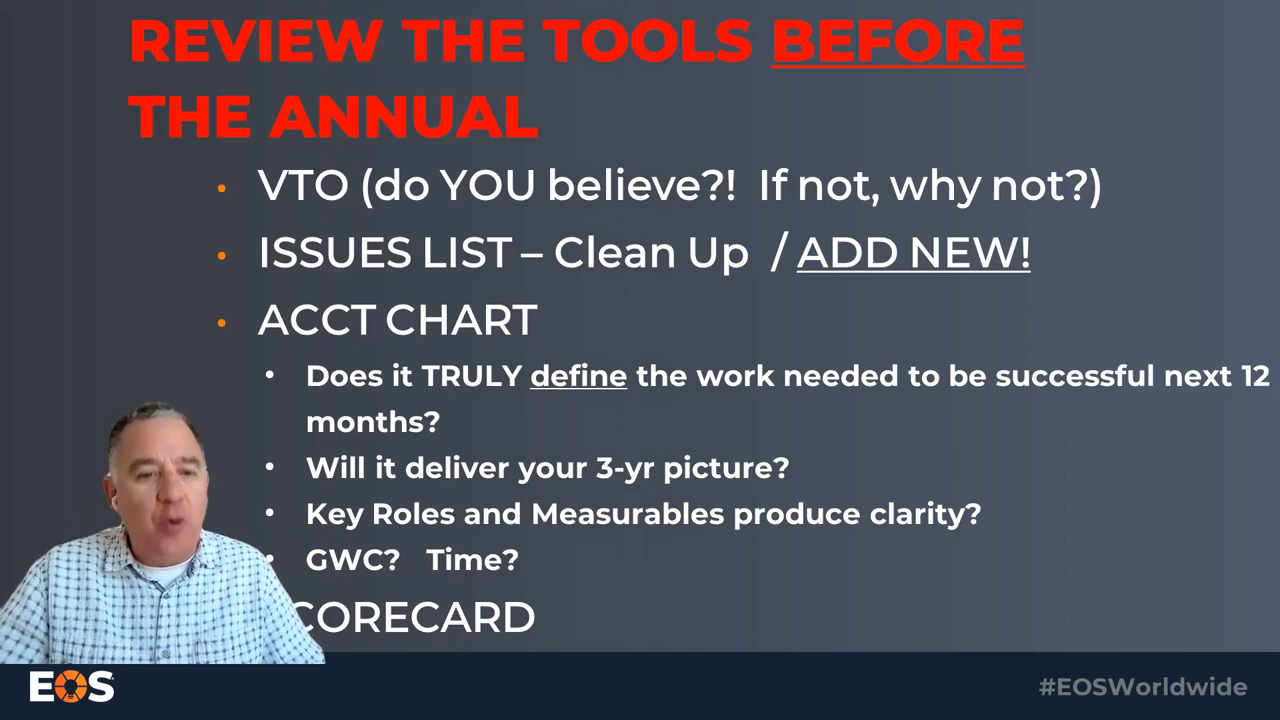 REVIEW THE TOOLS BEFORE
THE ANNUAL
• VTO (do YOU believe?!  If not, why not?)
• ISSUES LIST – Clean Up  / ADD NEW!
• ACCT CHART
• Does it TRULY define the work needed to be successful next 12
months?
• Will it deliver your 3-yr picture?
• Key Roles and Measurables produce clarity?
• GWC?   Time?
CORECARD
EOS
#EOSWorldwide